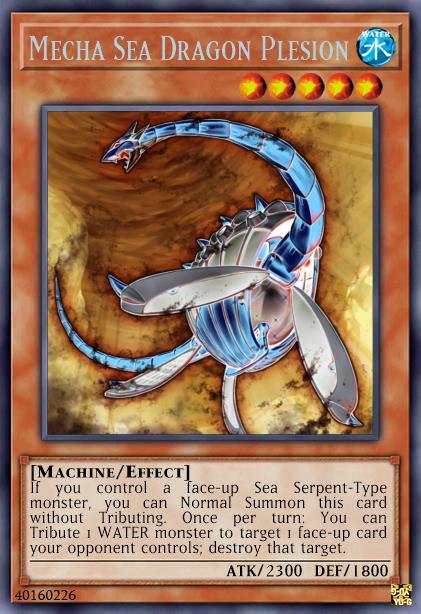 Mecha Sea Dragon Plesion
WATER
水
[Machine/Effect]
If you control a face-up Sea Serpent-Type
monster, you can Normal Summon this card
without Tributing. Once per turn: You can
Tribute 1 WATER monster to target 1 face-up card
your opponent controls; destroy that target.
ATK/2300 DEF/1800
40160226